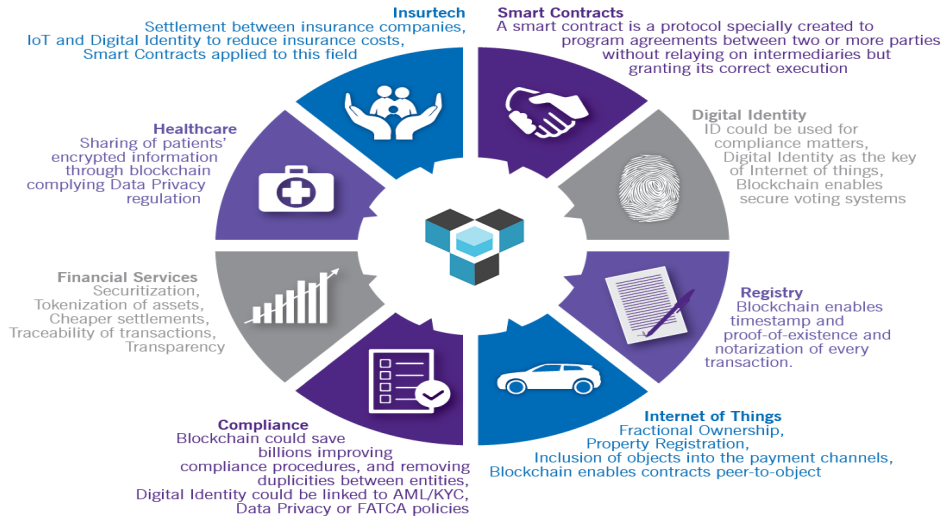 Insurtech
Settlement between insurance companies,
IoT and Digital Identity to reduce insurance costs,
Smart Contracts applied to this field
Smart Contracts
A smart contract is a protocol specially created to
program agreements between two or more parties
without relaying on intermediaries but
granting its correct execution
Healthcare
Sharing of patients'
encrypted information
through blockchain
complying Data Privacy
regulation
Digital Identity
ID could be used for
compliance matters,
Digital Identity as the key
of Internet of things,
Blockchain enables
secure voting systems
Financial Services
Securitization,
Tokenization of assets,
Cheaper settlements,
Traceability of transactions,
Transparency
Registry
Blockchain enables
timestamp and
proof-of-existence and
notarization of every
transaction.
Compliance
Blockchain could save
billions improving
compliance procedures, and removing
duplicities between entities,
Digital Identity could be linked to AML/KYC,
Data Privacy or FATCA policies
Internet of Things
Fractional Ownership,
Property Registration,
Inclusion of objects into the payment channels,
Blockchain enables contracts peer-to-object